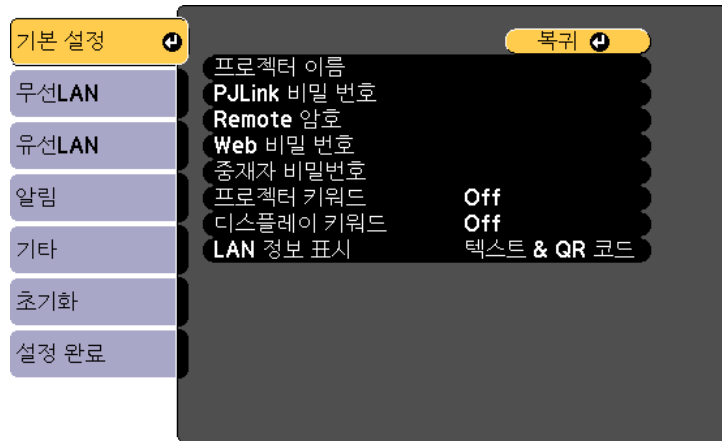 기본 설정
무선LAN
유선LAN
알림
기타
초기화
설정 완료
복귀
프로젝터 이름
PJLink 비밀 번호
Remote 암호
Web 비밀 번호
중재자 비밀번호
프로젝터 키워드 Off
디스플레이 키워드 Off
LAN 정보 표시 텍스트 & QR 코드